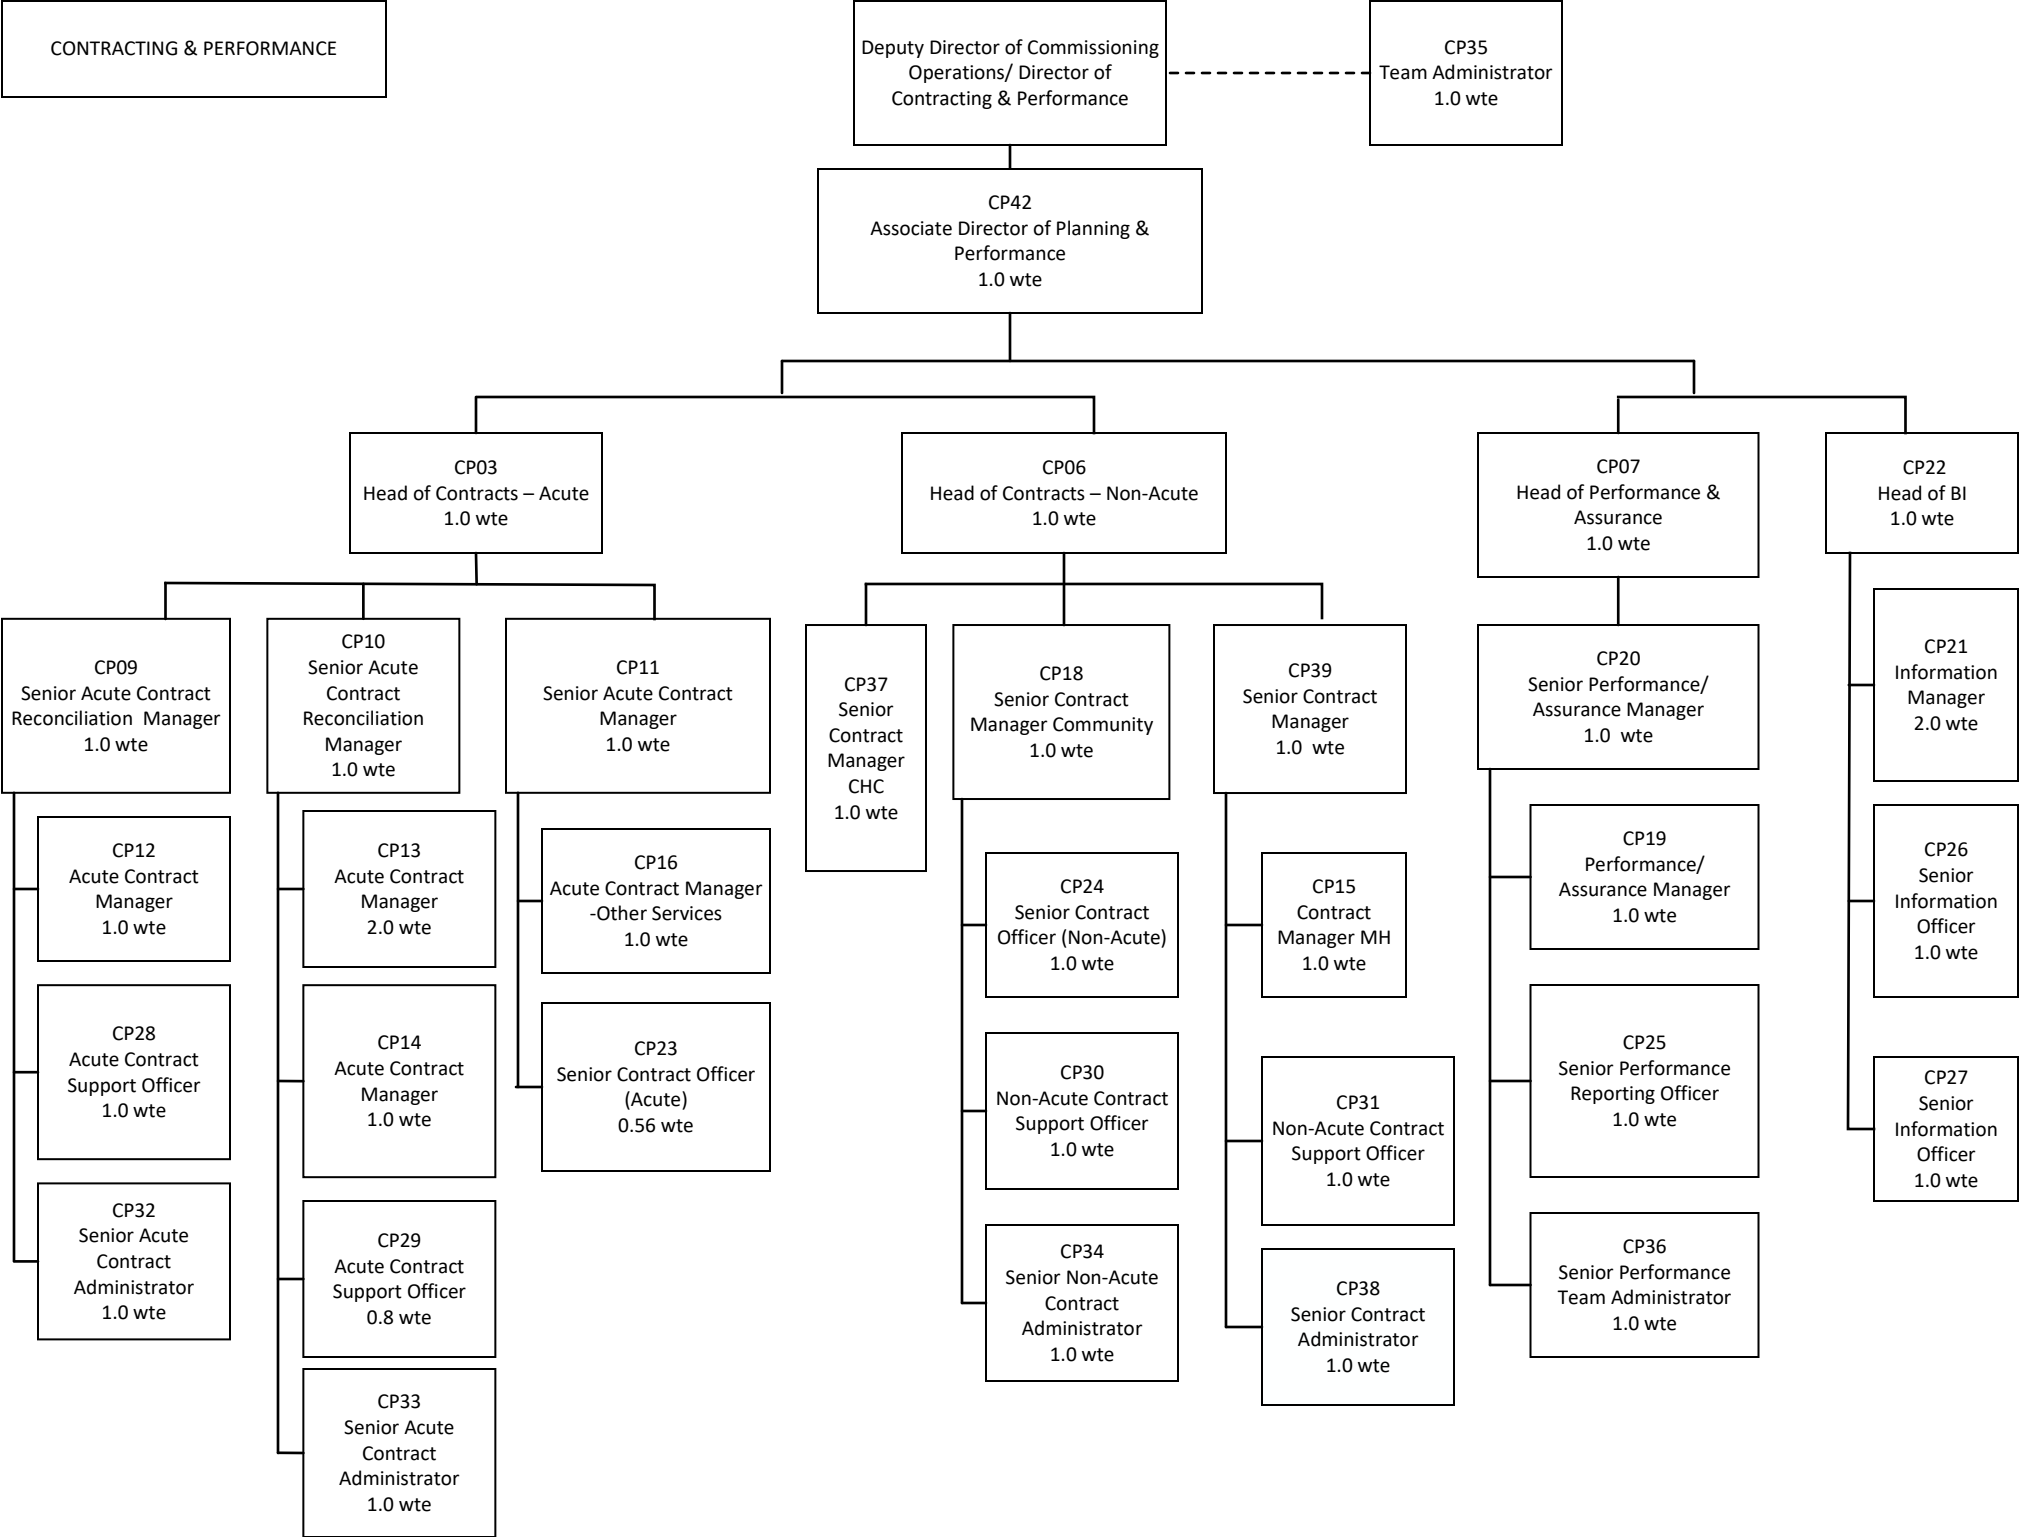 CONTRACTING & PERFORMANCE
Deputy Director of Commissioning
Operations/ Director of
Contracting & Performance
CP35
Team Administrator
1.0 wte
CP42
Associate Director of Planning &
Performance
1.0 wte
CP03
Head of Contracts – Acute
1.0 wte
CP06
Head of Contracts – Non-Acute
1.0 wte
CP07
Head of Performance &
Assurance
1.0 wte
CP22
Head of BI
1.0 wte
CP09
Senior Acute Contract
Reconciliation  Manager
1.0 wte
CP12
Acute Contract
Manager
1.0 wte
CP28
Acute Contract
Support Officer
1.0 wte
CP32
Senior Acute
Contract
Administrator
1.0 wte
CP10
Senior Acute
Contract
Reconciliation
Manager
1.0 wte
CP13
Acute Contract
Manager
2.0 wte
CP14
Acute Contract
Manager
1.0 wte
CP29
Acute Contract
Support Officer
0.8 wte
CP33
Senior Acute
Contract
Administrator
1.0 wte
CP11
Senior Acute Contract
Manager
1.0 wte
CP16
Acute Contract Manager
-Other Services
1.0 wte
CP23
Senior Contract Officer
(Acute)
0.56 wte
CP37
Senior
Contract
Manager
CHC
1.0 wte
CP18
Senior Contract
Manager Community
1.0 wte
CP24
Senior Contract
Officer (Non-Acute)
1.0 wte
CP30
Non-Acute Contract
Support Officer
1.0 wte
CP34
Senior Non-Acute
Contract
Administrator
1.0 wte
CP39
Senior Contract
Manager
1.0  wte
CP15
Contract
Manager MH
1.0 wte
CP31
Non-Acute Contract
Support Officer
1.0 wte
CP38
Senior Contract
Administrator
1.0 wte
CP20
Senior Performance/
Assurance Manager
1.0  wte
CP19
Performance/
Assurance Manager
1.0 wte
CP25
Senior Performance
Reporting Officer
1.0 wte
CP36
Senior Performance
Team Administrator
1.0 wte
CP21
Information
Manager
2.0 wte
CP26
Senior
Information
Officer
1.0 wte
CP27
Senior
Information
Officer
1.0 wte